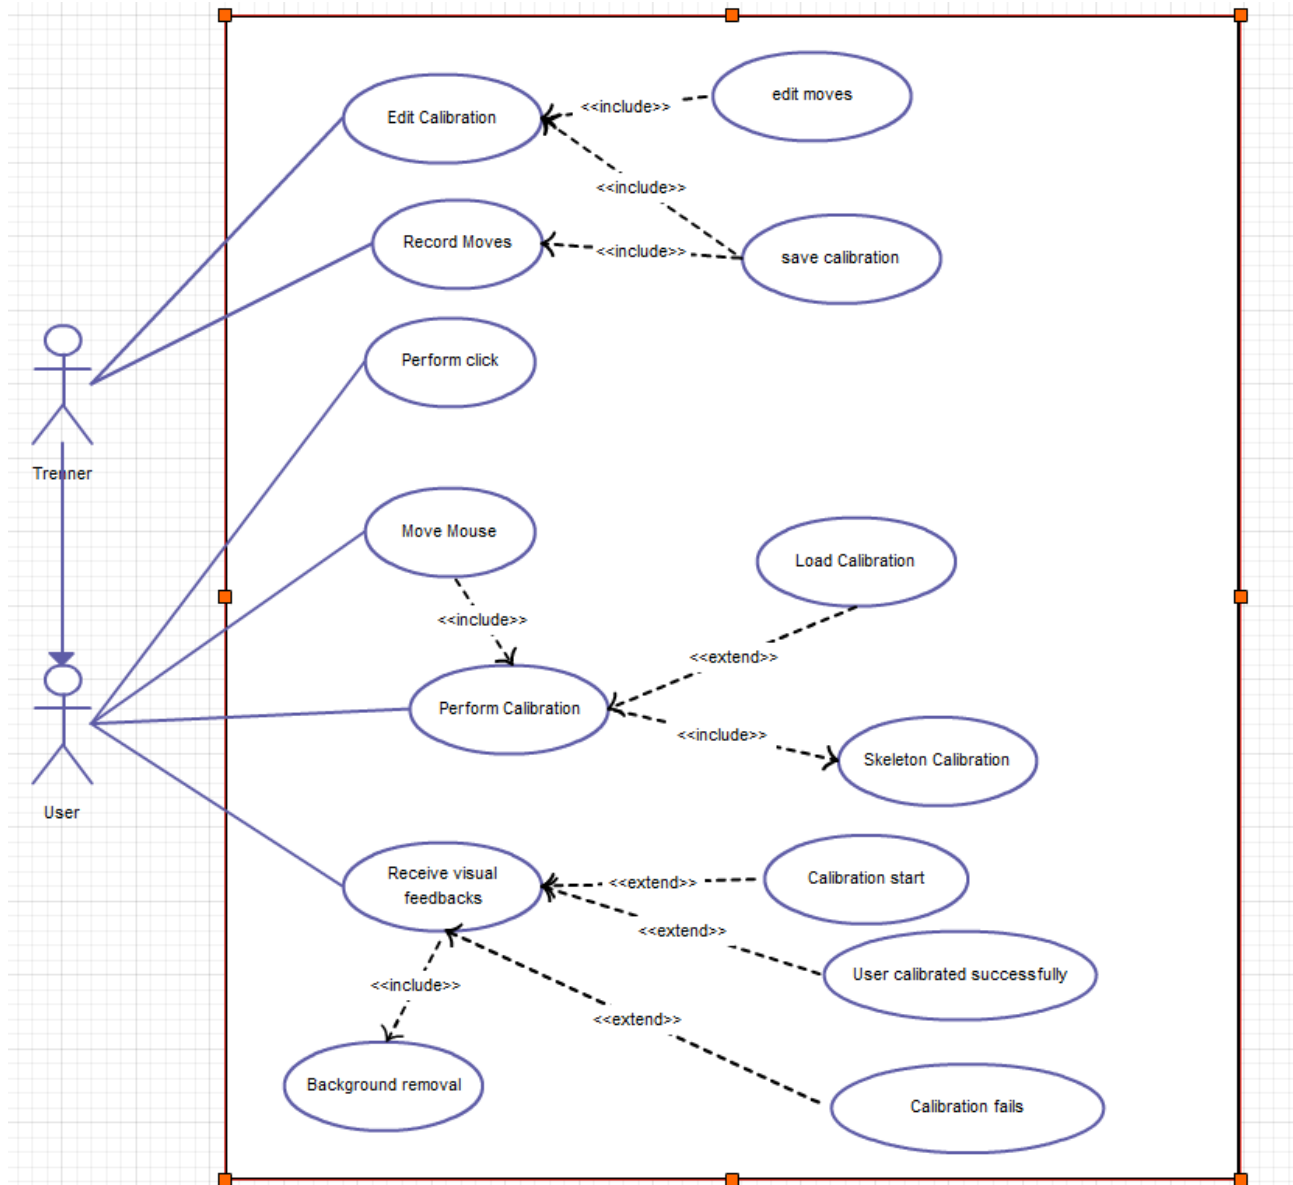 edit moves
<<include>>
Edit Calibration
<<include>>
Record Moves
<<include>>
save calibration
Perform click
Trenner
Move Mouse
Load Calibration
<<include>>
<<extend>>
Perform Calibration
<<include>>
Skeleton Calibration
User
Receive visual
feedbacks
<<extend>>
Calibration start
<<extend>>
User calibrated successfully
<<include>>
<<extend>>
Background removal
Calibration fails